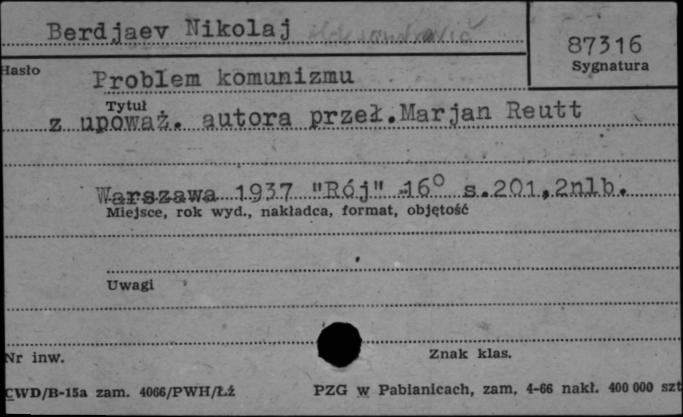 Berdjaev Nikolaj
87316
Hasło
Sygnatura
Problem komunizmu
Tytuł
z upoważ. autora przeł.Marjan Reutt
Warszawa 1937 "Rój" 16° s.201,2nlb.
Miejsce, rok wyd., nakładca, format, objętość
Uwagi
Nr inw.
Znak klas.
CWD/B-15a zam. 4066/PWH/Łź
PZG w Pabianicach, zam, 4-66 nakł. 400 000 szt